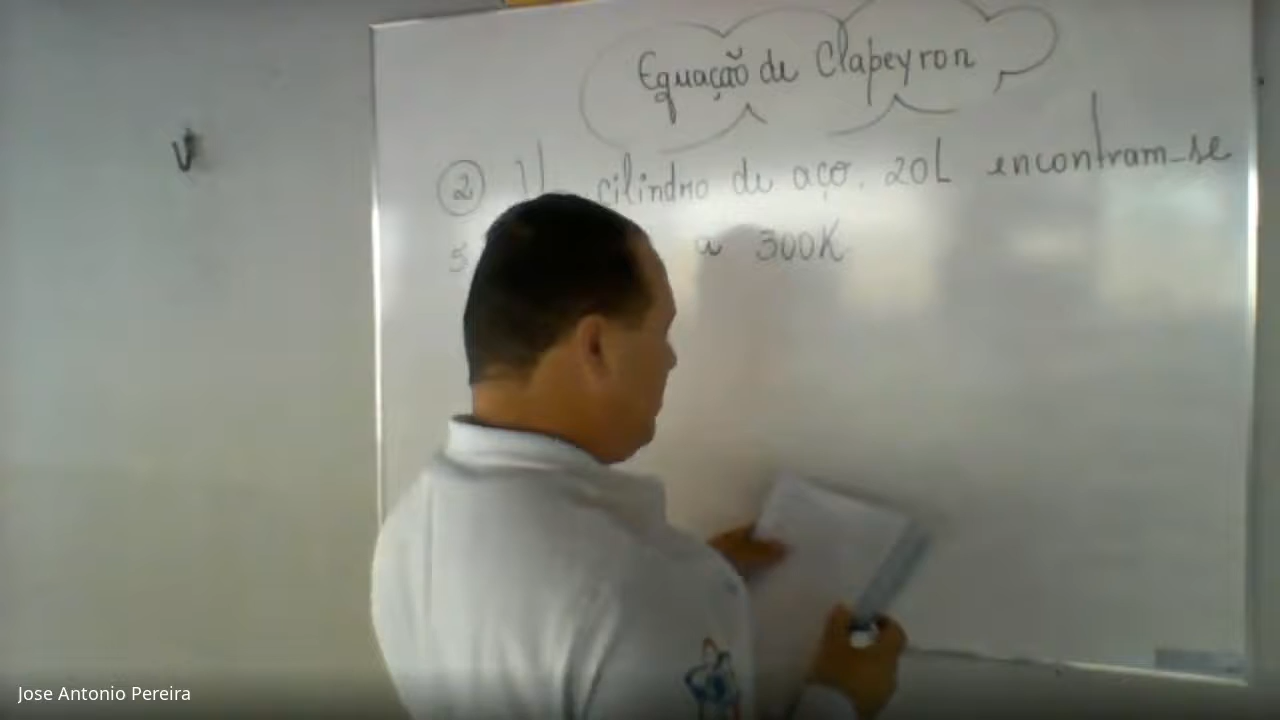 Equação de Clapeyron
② cilindro de aço, 20L encontram-se
5 a 300K
Jose Antonio Pereira